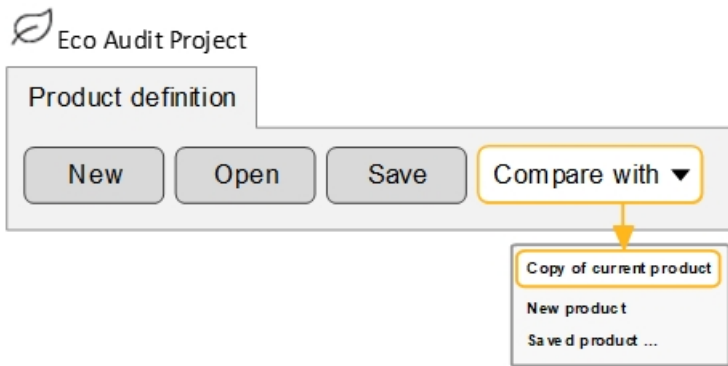 Eco Audit Project
Product definition
New Open Save Compare with
Copy of current product
New product
Saved product ...